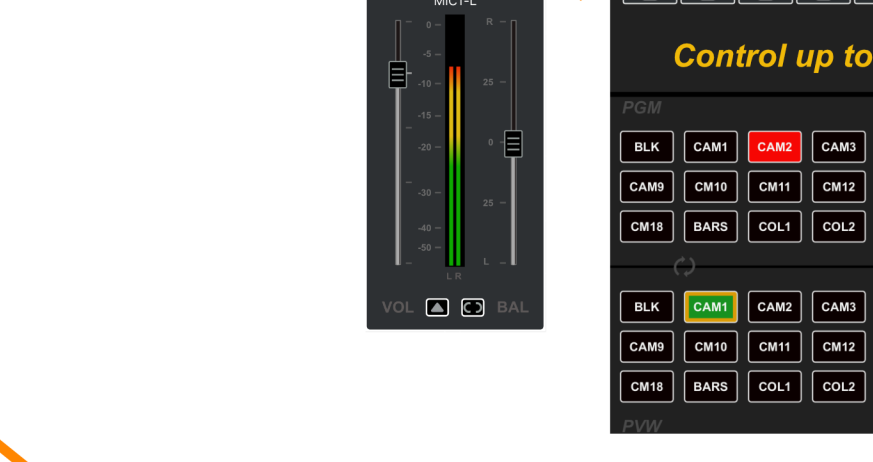 MIC1-L
0
-5
-10
-15
-20
-30
-40
-50
R
25
0
25
L
L R
VOL
BAL
Control up to
PGM
BLK CAM1 CAM2 CAM3
CAM9 CM10 CM11 CM12
CM18 BARS COL1 COL2
BLK CAM1 CAM2 CAM3
CAM9 CM10 CM11 CM12
CM18 BARS COL1 COL2
PVW